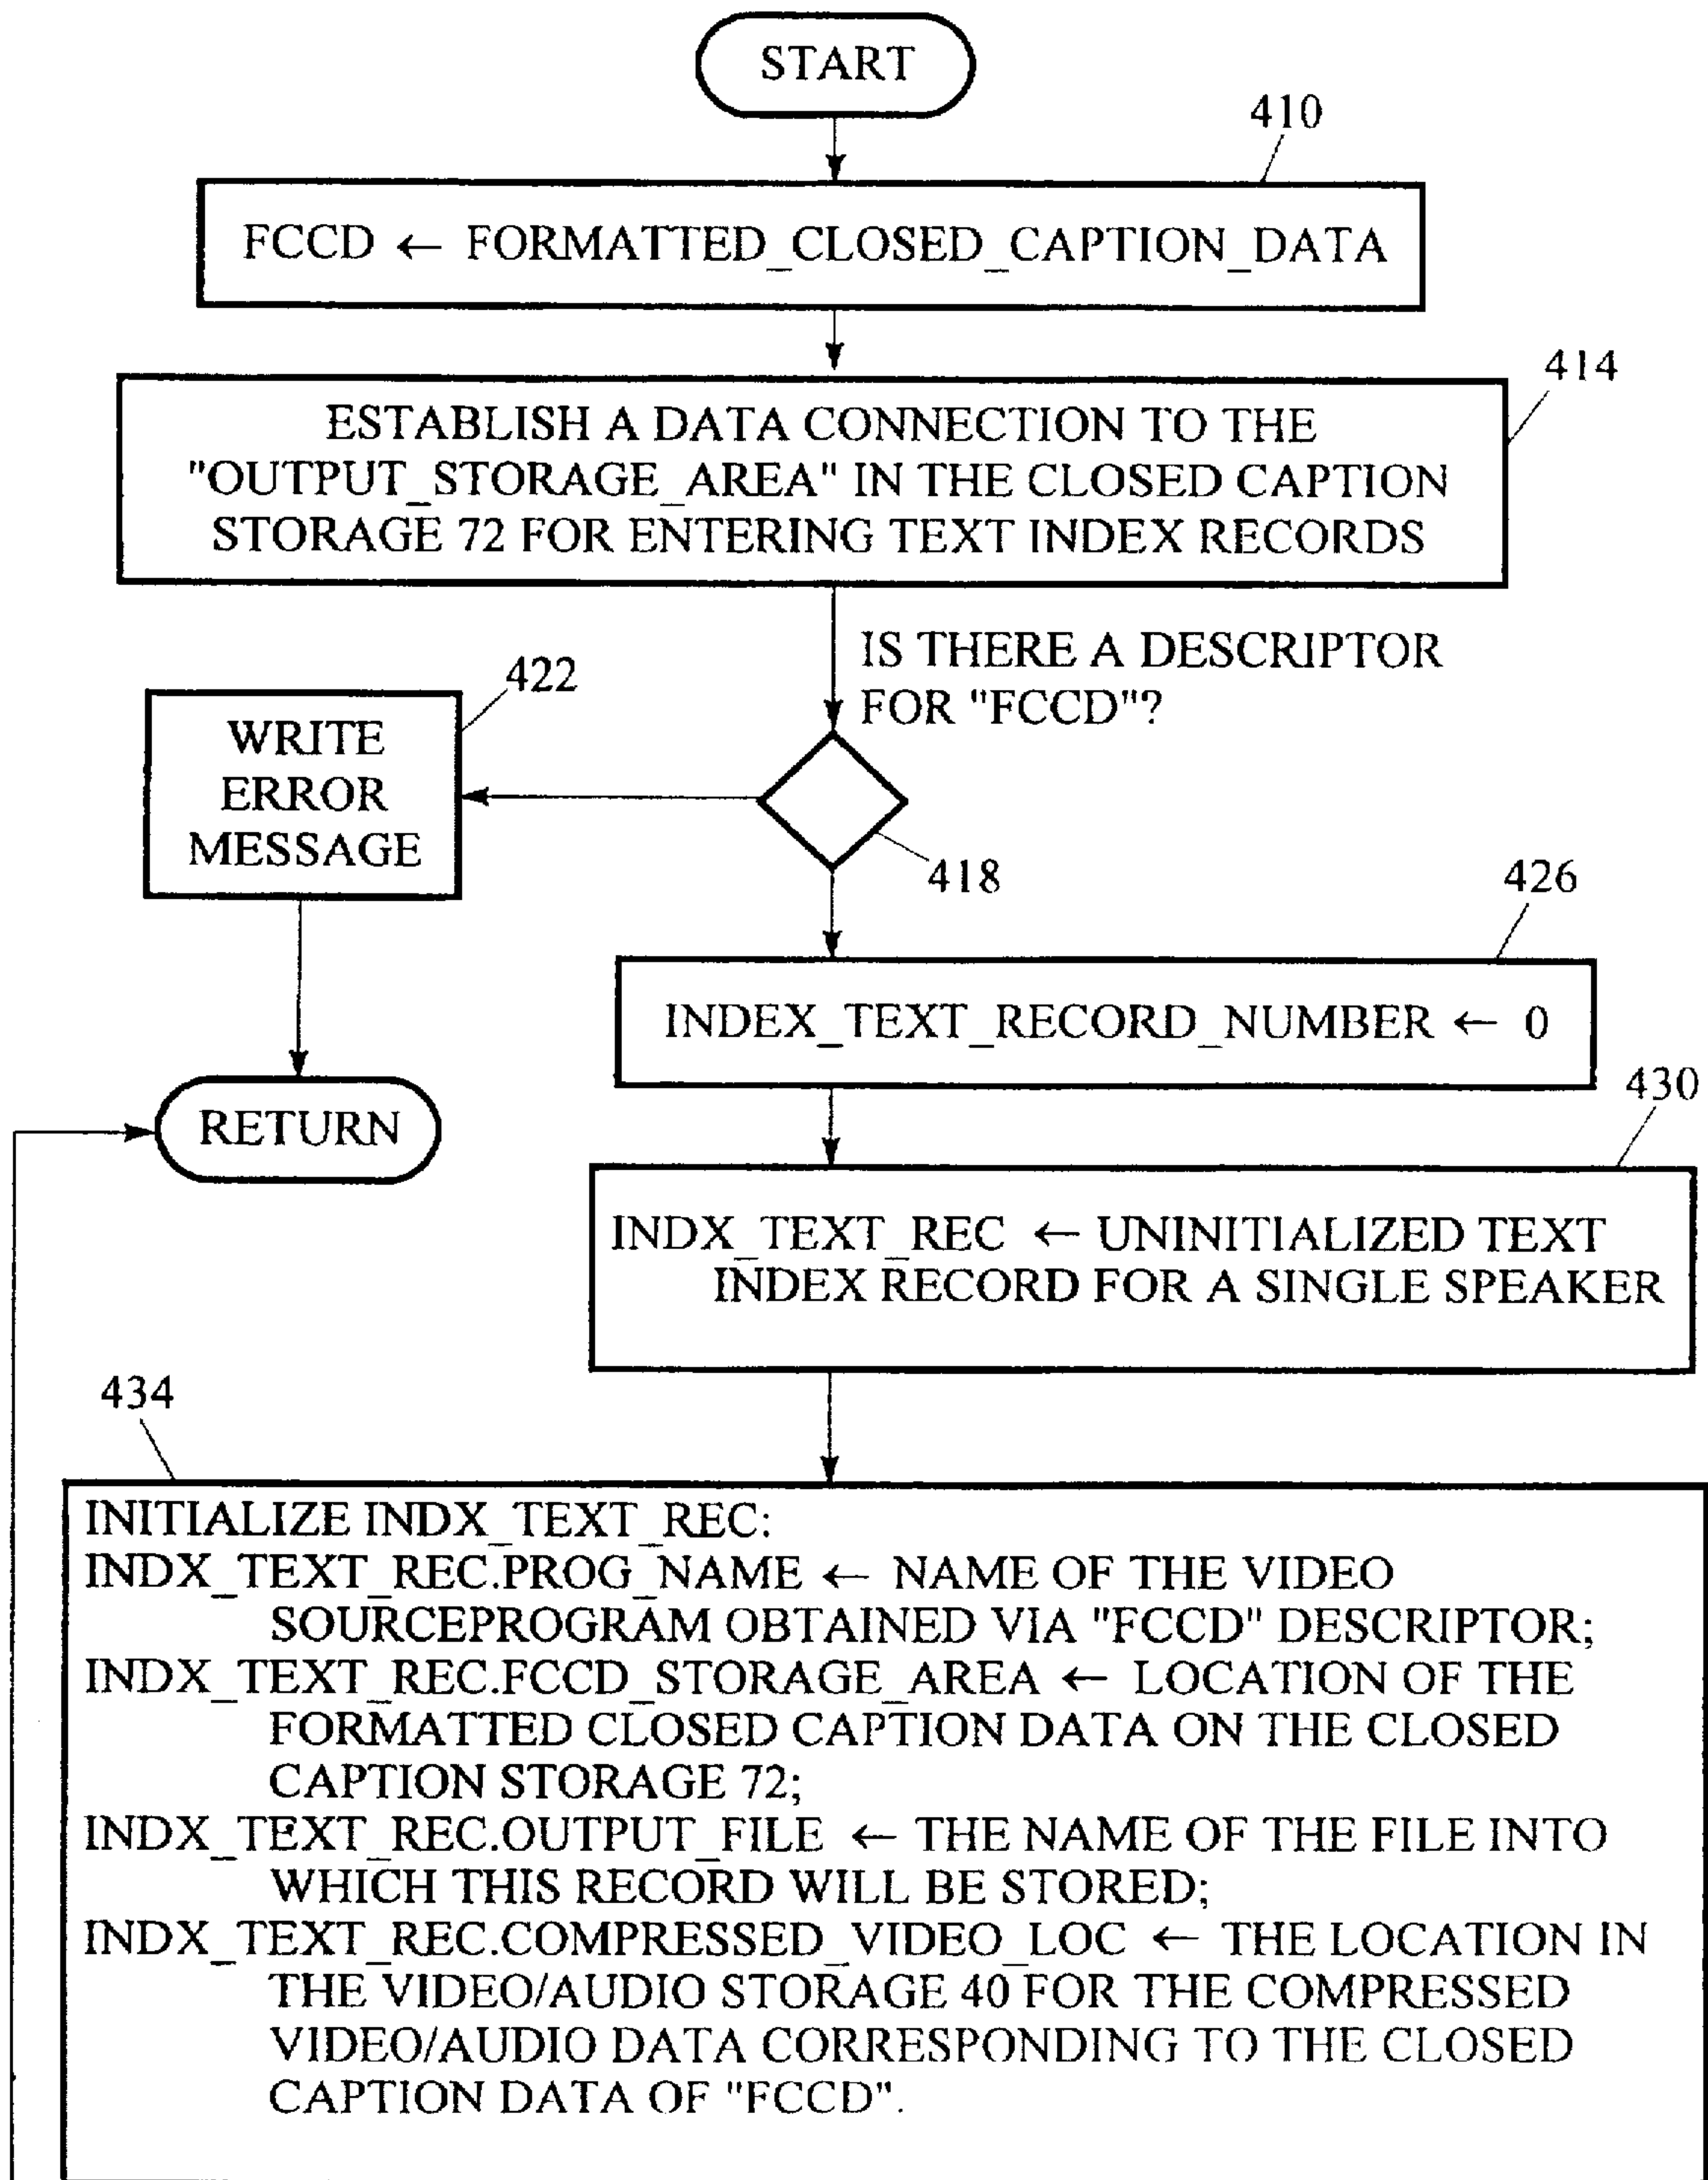 START
410
FCCD ← FORMATTED_CLOSED_CAPTION_DATA
414
ESTABLISH A DATA CONNECTION TO THE
"OUTPUT_STORAGE_AREA" IN THE CLOSED CAPTION
STORAGE 72 FOR ENTERING TEXT INDEX RECORDS
IS THERE A DESCRIPTOR
FOR "FCCD"?
422
WRITE
ERROR
MESSAGE
418
426
INDEX_TEXT_RECORD_NUMBER ← 0
RETURN
430
INDX_TEXT_REC ← UNINITIALIZED TEXT
INDEX RECORD FOR A SINGLE SPEAKER
434
INITIALIZE INDX_TEXT_REC:
INDX_TEXT_REC.PROG_NAME ← NAME OF THE VIDEO
SOURCEPROGRAM OBTAINED VIA "FCCD" DESCRIPTOR;
INDX_TEXT_REC.FCCD_STORAGE_AREA ← LOCATION OF THE
FORMATTED CLOSED CAPTION DATA ON THE CLOSED
CAPTION STORAGE 72;
INDX_TEXT_REC.OUTPUT_FILE ← THE NAME OF THE FILE INTO
WHICH THIS RECORD WILL BE STORED;
INDX_TEXT_REC.COMPRESSED_VIDEO_LOC ← THE LOCATION IN
THE VIDEO/AUDIO STORAGE 40 FOR THE COMPRESSED
VIDEO/AUDIO DATA CORRESPONDING TO THE CLOSED
CAPTION DATA OF "FCCD".